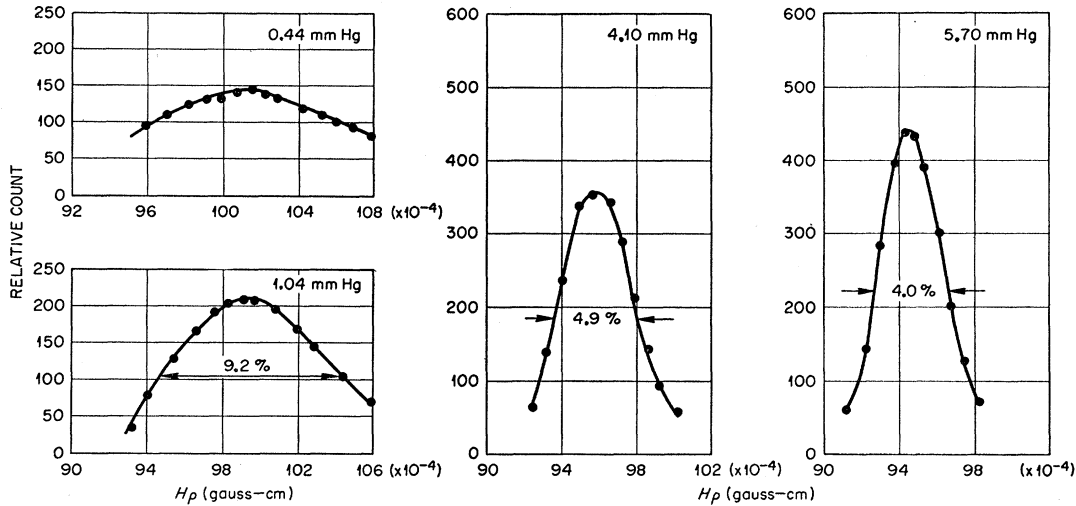 RELATIVE COUNT
0.44 mm Hg
250
200
150
100
50
0
92 96 100 104 108 (x10⁻⁴)
1.04 mm Hg
250
200
150
100
50
0
9.2 %
90 94 98 102 106 (x10⁻⁴)
Hρ (gauss-cm)
4.10 mm Hg
600
500
400
300
200
100
0
4.9 %
90 94 98 102 (x10⁻⁴)
5.70 mm Hg
600
500
400
300
200
100
0
4.0 %
90 94 98 (x10⁻⁴)
Hρ (gauss-cm)